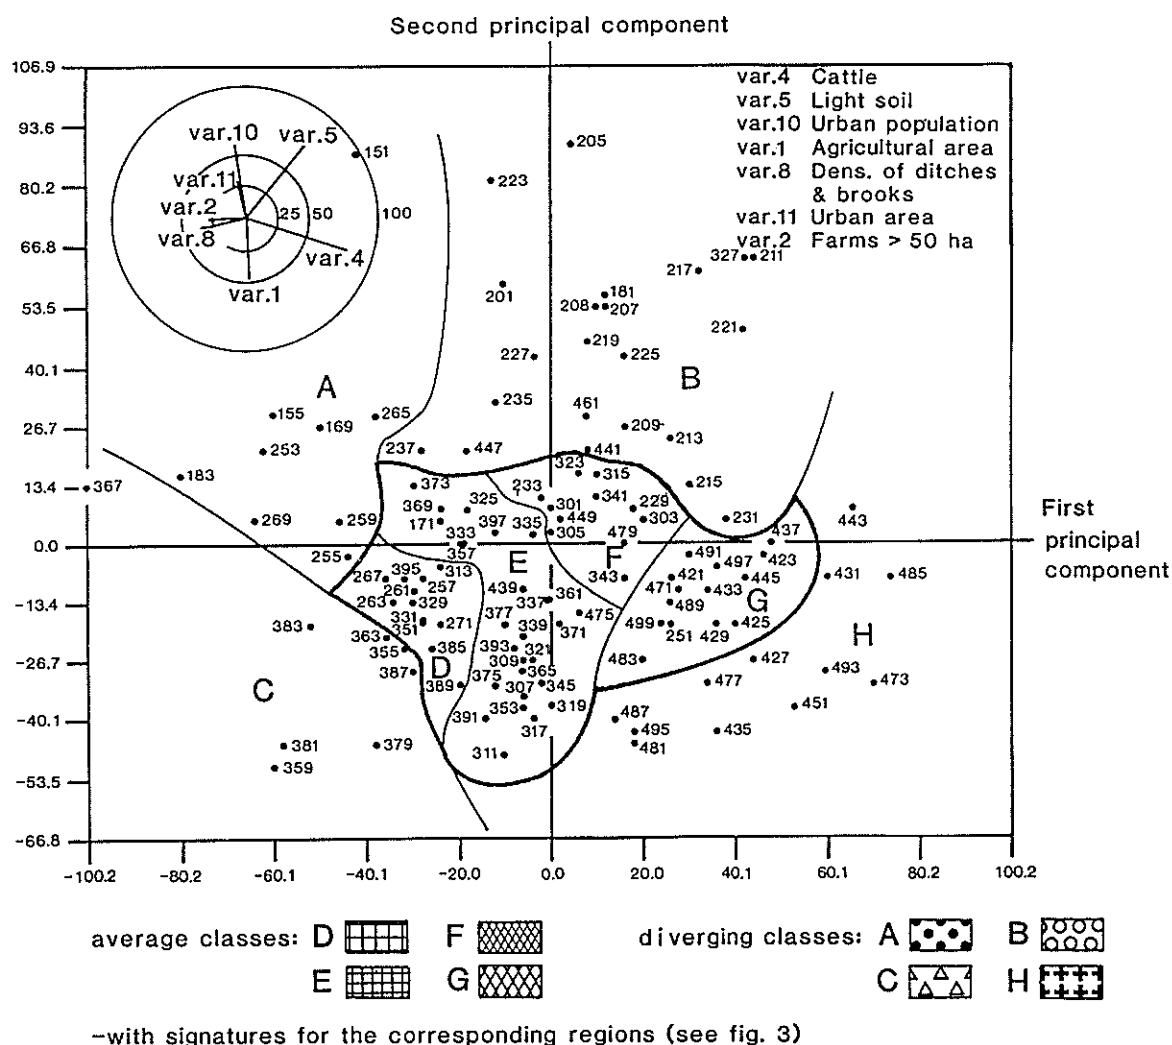 Second principal component
106.9
93.6
80.2
66.8
53.5
40.1
26.7
13.4
0.0
-13.4
-26.7
-40.1
-53.5
-66.8
var.10 var.5
var.11
var.2
var.8
var.4
var.1
25 50 100
var.4 Cattle
var.5 Light soil
var.10 Urban population
var.1 Agricultural area
var.8 Dens. of ditches
& brooks
var.11 Urban area
var.2 Farms > 50 ha
151 205
223
217 327 211
201 181
208 207
219 221
227 225
A B
155 265 235 461
169 209 213
253 237 447 441
183 323 315
367 373 233 215
325 341 229
369 301
269 259 171 397 335 449 303 231 443
333 305 479 437
First
principal
component
255 357 E F 491 423
395 313 497
267 257 439 343 421 445 431 485
261 361 471 433 G
263 329 337 475 489
331 377 499 425
383 351 271 339 371 251 429 H
363 393 321
355 385 309 483 427
387 D 375 365 493
C 389 307 345 477 473
353 319 451
391 317 487
381 379 495 435
311 481
359
-100.2 -80.1 -60.1 -40.1 -20.0 0.0 20.0 40.1 60.1 80.2 100.2
average classes: D F diverging classes: A B
E G C H
-with signatures for the corresponding regions (see fig. 3)